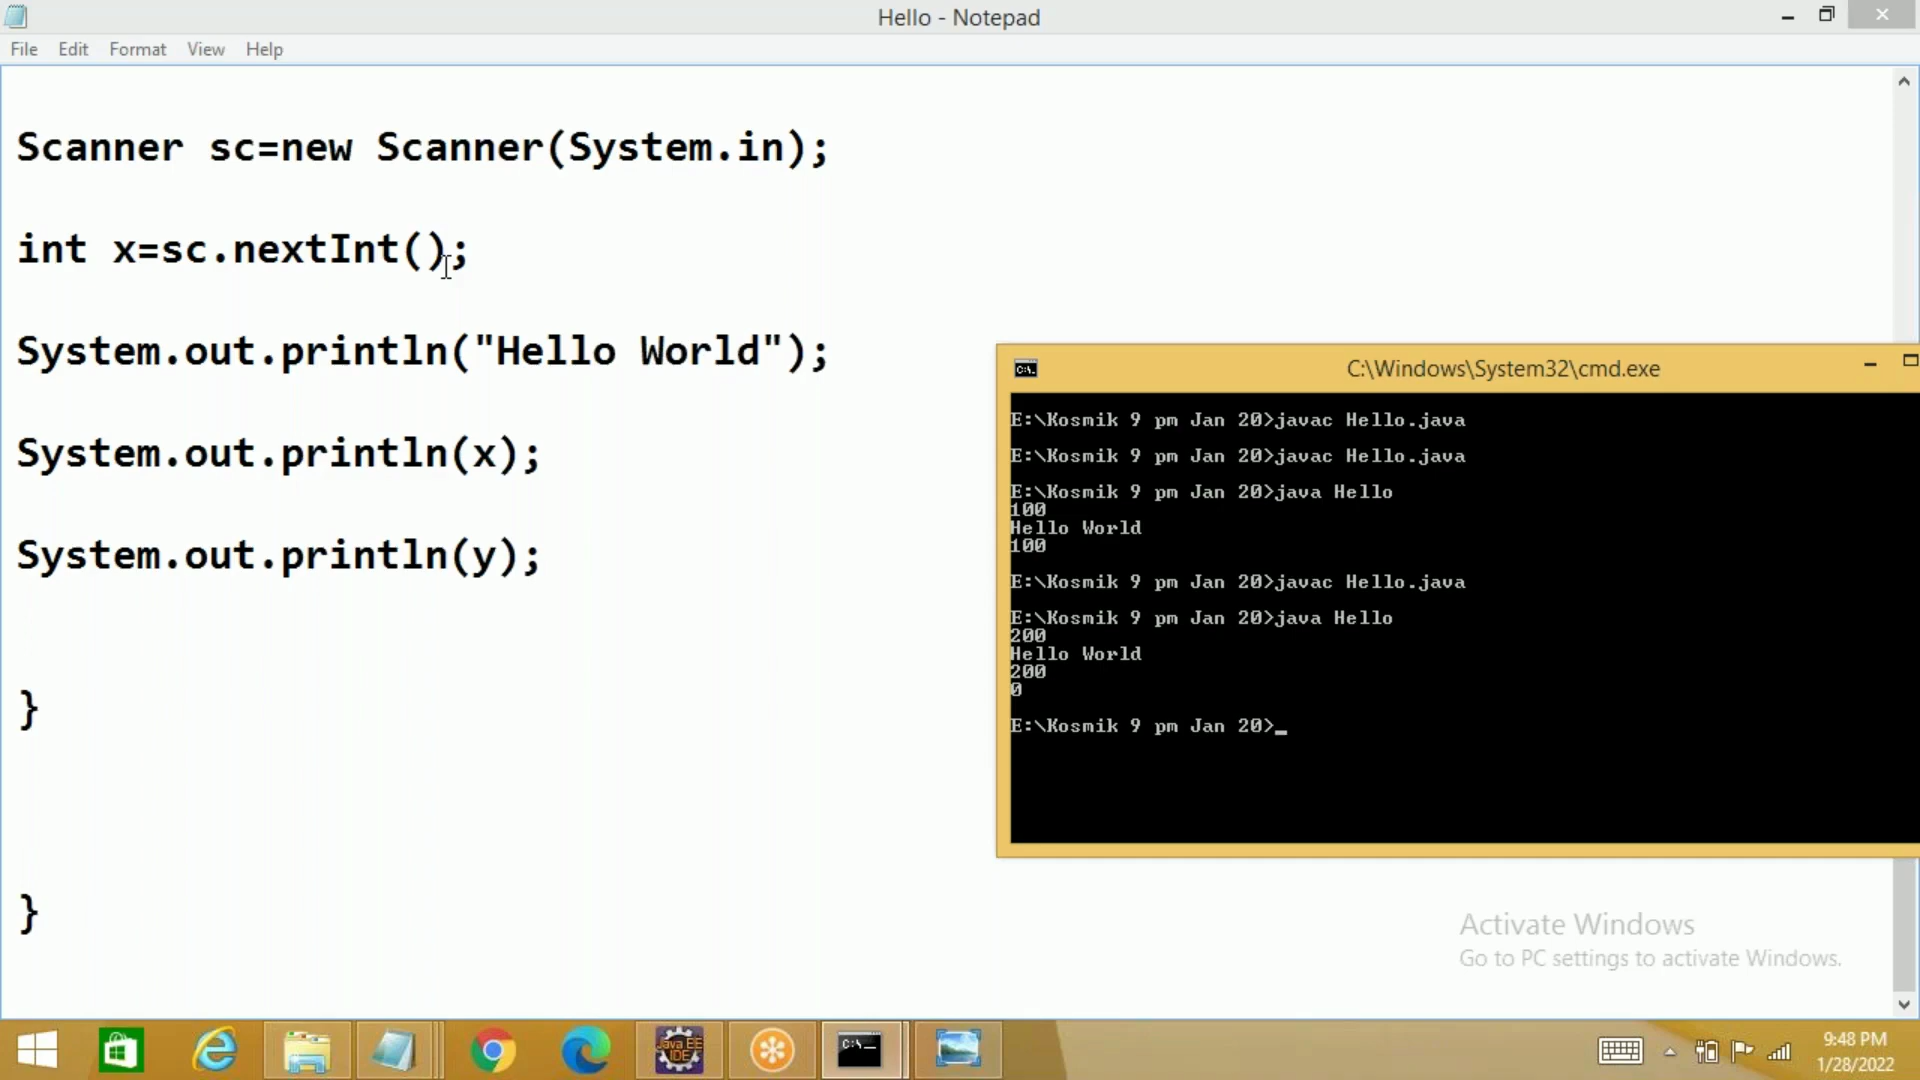 Hello - Notepad
File Edit Format View Help
Scanner sc=new Scanner(System.in);
int x=sc.nextInt();
System.out.println("Hello World");
System.out.println(x);
System.out.println(y);
}
}
C:\Windows\System32\cmd.exe
E:\Kosmik 9 pm Jan 20>javac Hello.java
E:\Kosmik 9 pm Jan 20>javac Hello.java
E:\Kosmik 9 pm Jan 20>java Hello
100
Hello World
100
E:\Kosmik 9 pm Jan 20>javac Hello.java
E:\Kosmik 9 pm Jan 20>java Hello
200
Hello World
200
0
E:\Kosmik 9 pm Jan 20>_
Activate Windows
Go to PC settings to activate Windows.
Java EE
IDE
C:\_
9:48 PM
1/28/2022